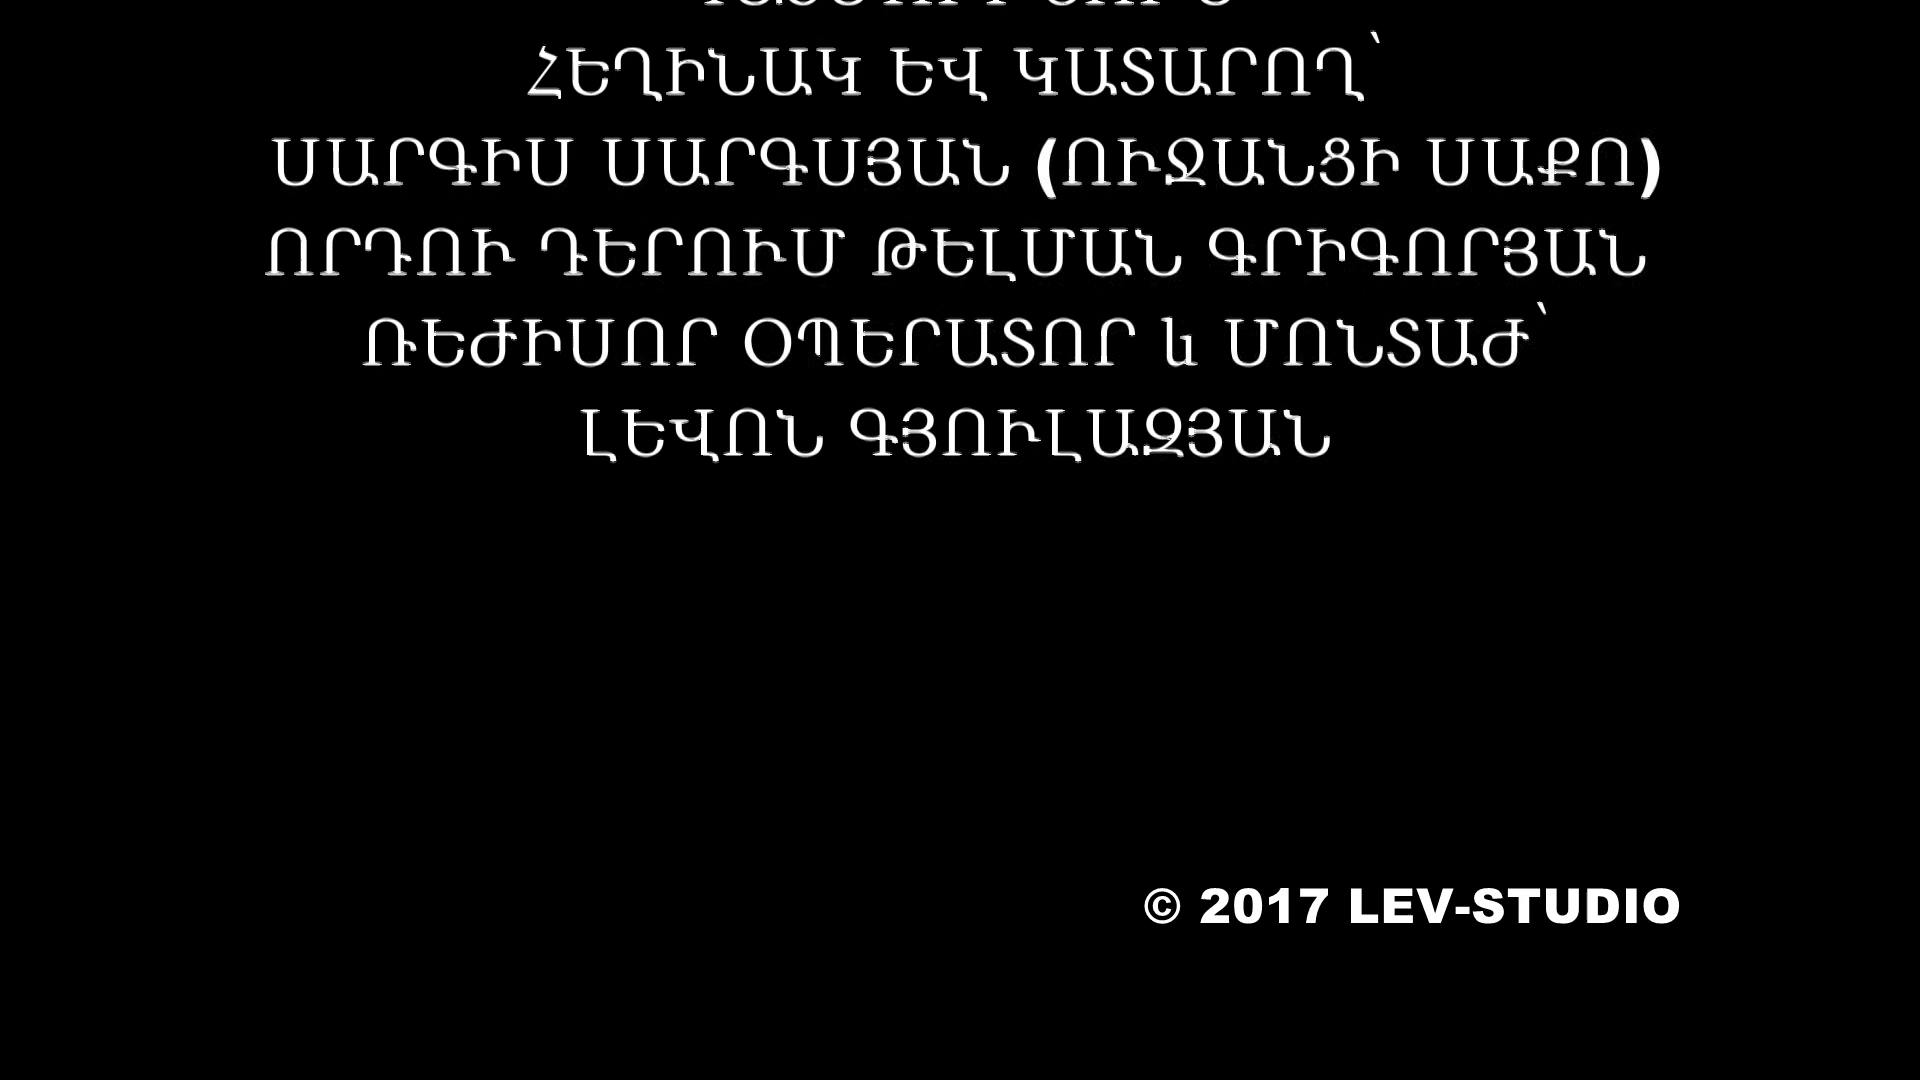 ՀԵՂԻՆԱԿ ԵՎ ԿԱՏԱՐՈՂ՝
ՍԱՐԳԻՍ ՍԱՐԳՍՅԱՆ (ՈՒՋԱՆՑԻ ՍԱՔՈ)
ՈՐԴՈՒ ԴԵՐՈՒՄ ԹԵԼՄԱՆ ԳՐԻԳՈՐՅԱՆ
ՌԵԺԻՍՈՐ ՕՊԵՐԱՏՈՐ և ՄՈՆՏԱԺ՝
ԼԵՎՈՆ ԳՅՈՒԼԱԶՅԱՆ
© 2017 LEV-STUDIO